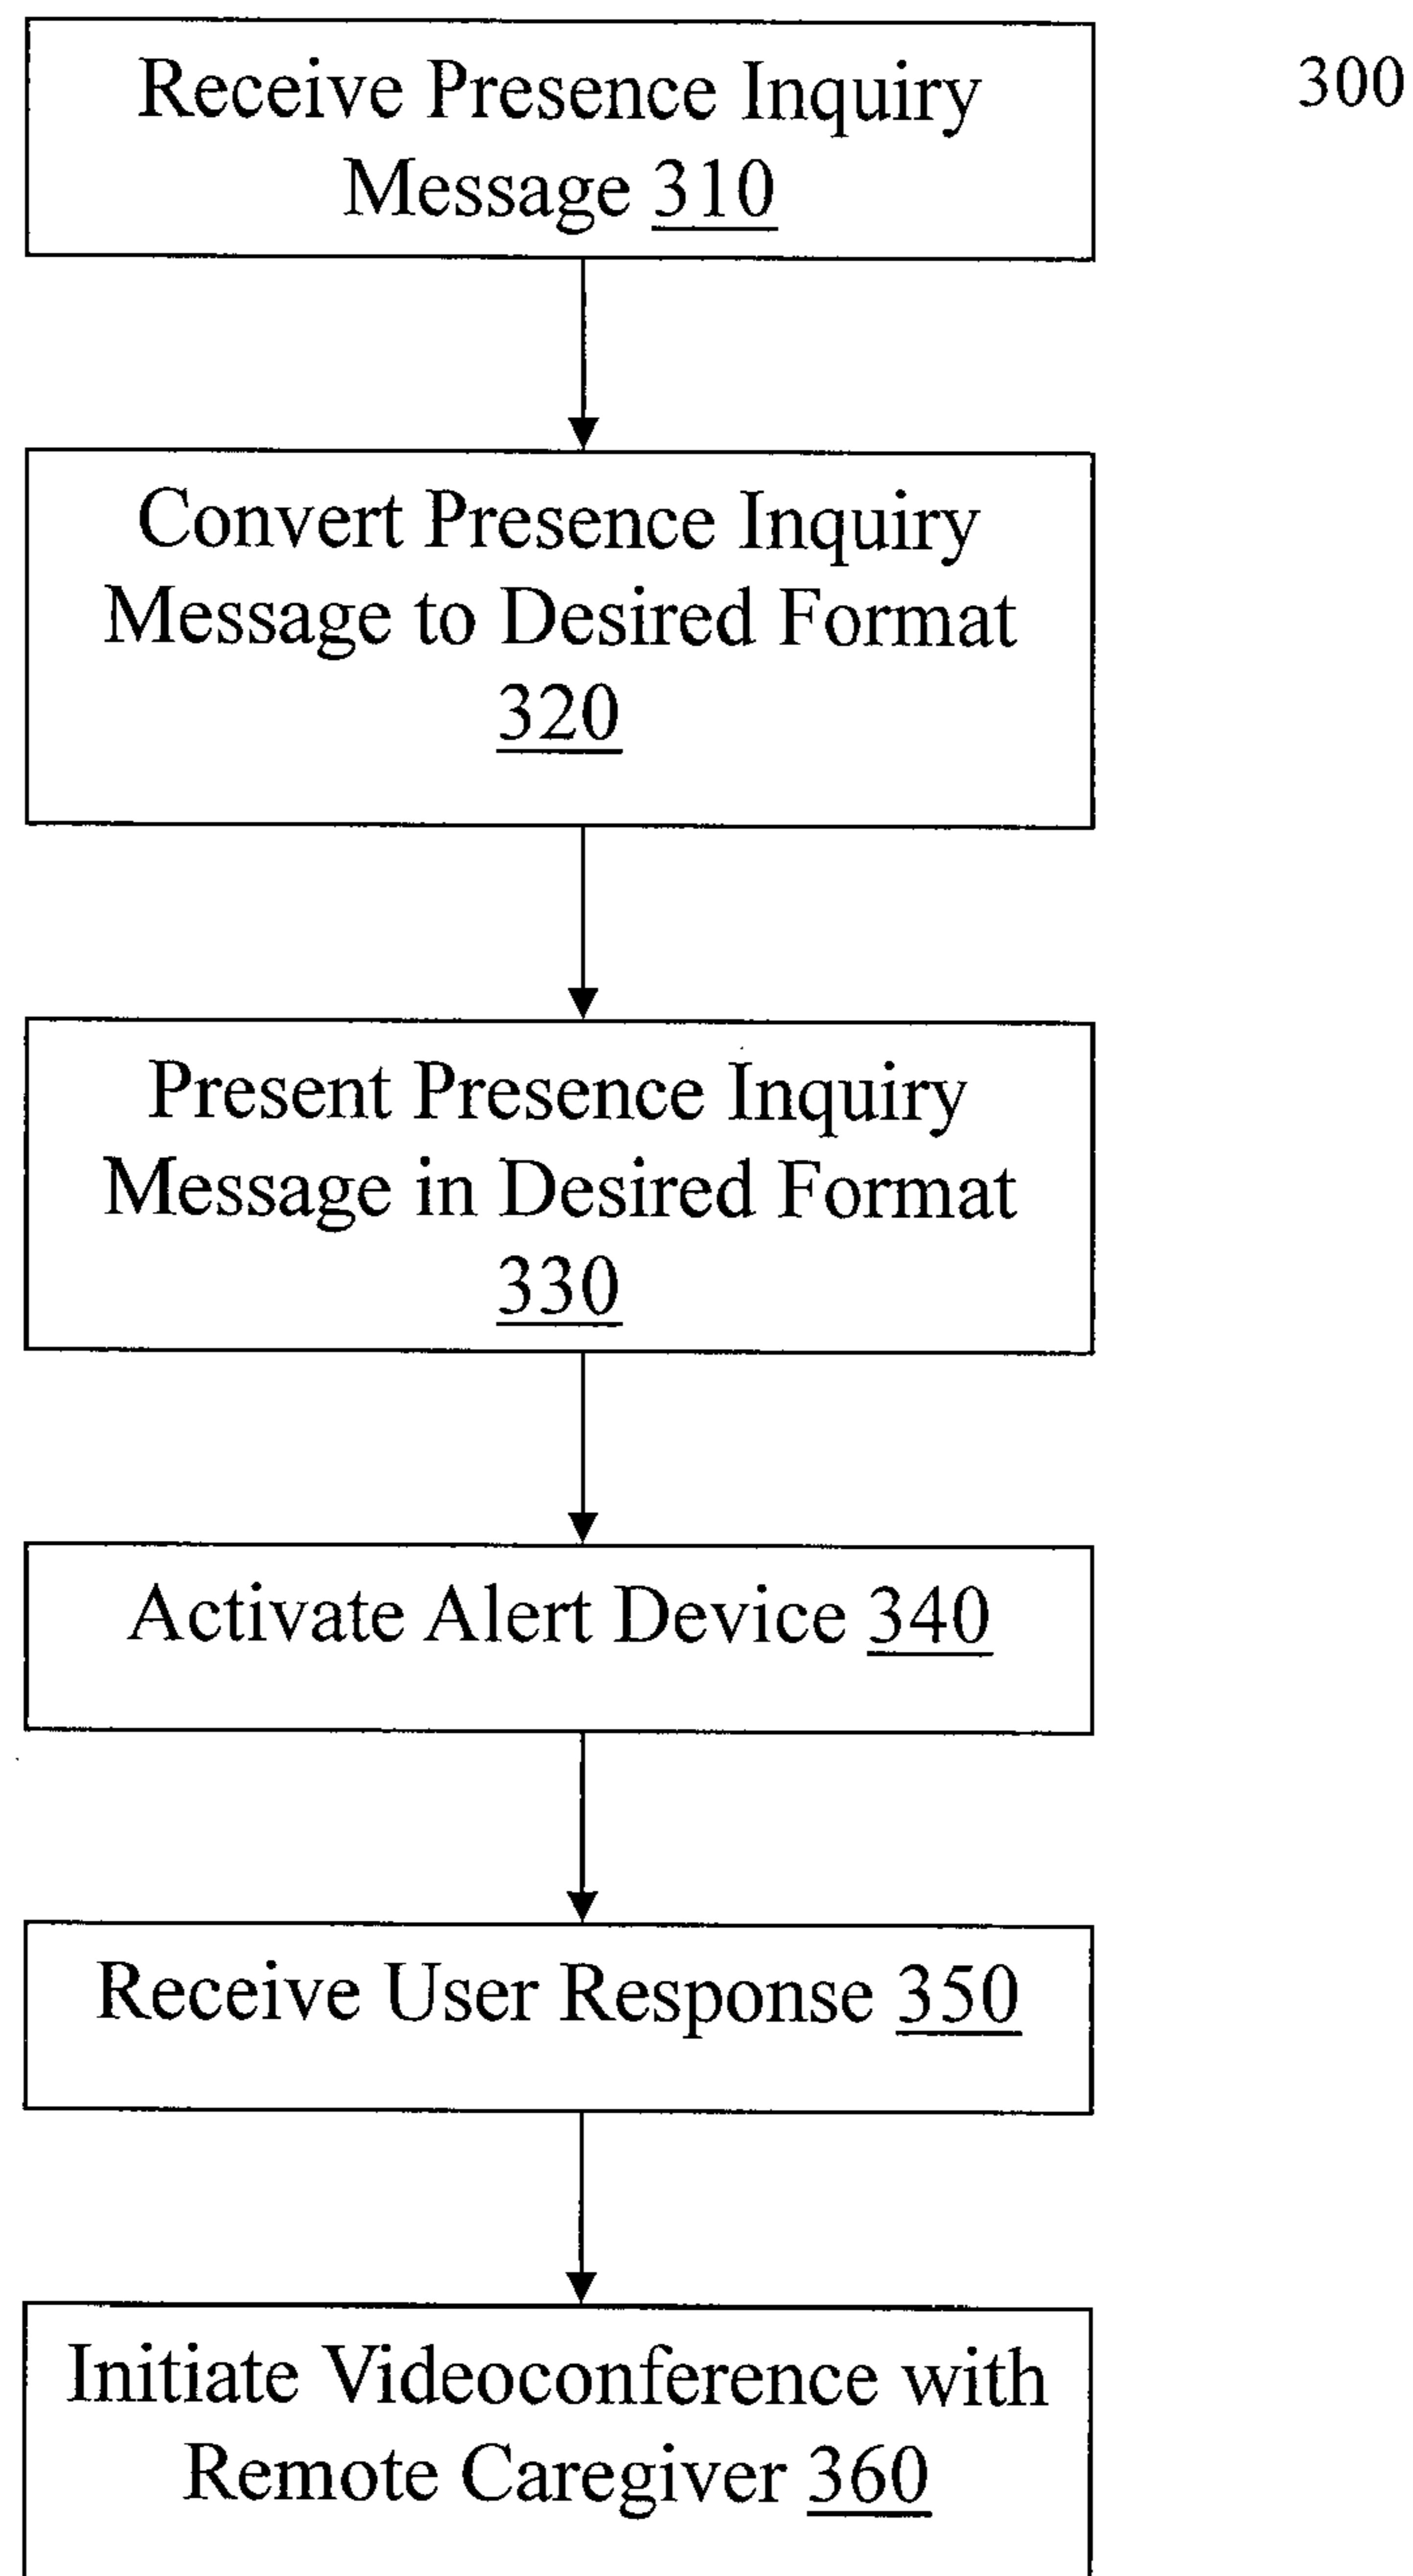 Receive Presence Inquiry
Message 310
300
Convert Presence Inquiry
Message to Desired Format
320
Present Presence Inquiry
Message in Desired Format
330
Activate Alert Device 340
Receive User Response 350
Initiate Videoconference with
Remote Caregiver 360